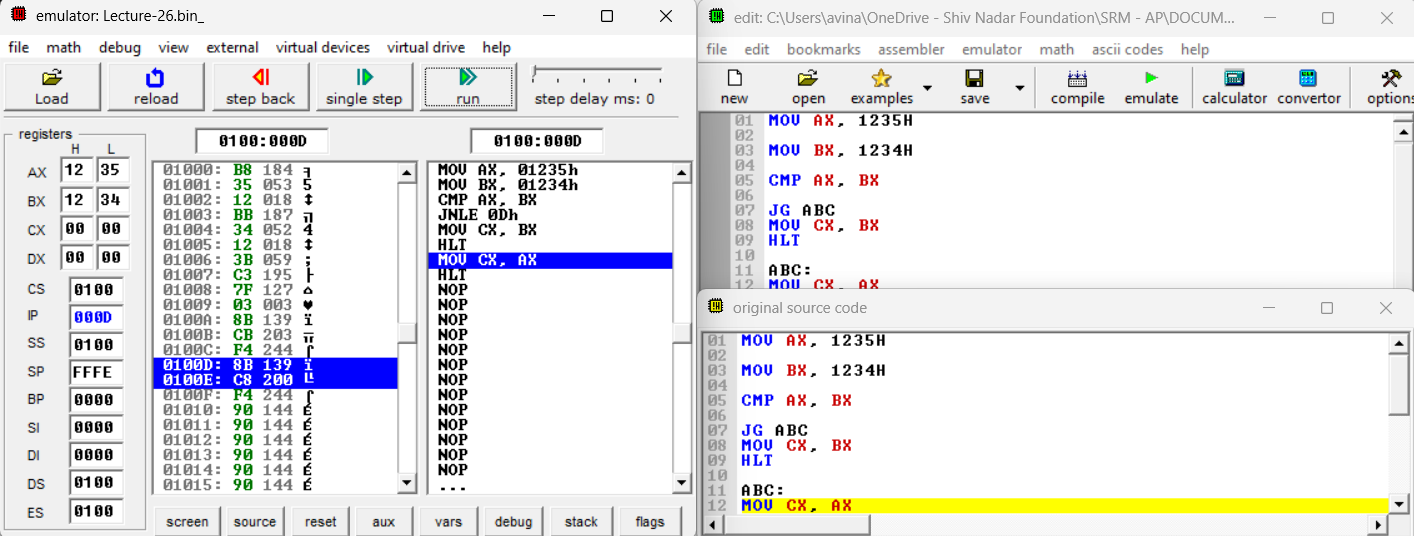 emulator: Lecture-26.bin_
file math debug view external virtual devices virtual drive help
Load reload step back single step run step delay ms: 0
registers
H L
AX 12 35
BX 12 34
CX 00 00
DX 00 00
CS 0100
IP 000D
SS 0100
SP FFFE
BP 0000
SI 0000
DI 0000
DS 0100
ES 0100
0100:000D
01000: B8 184 ╕
01001: 35 053 5
01002: 12 018 ↕
01003: BB 187 ╗
01004: 34 052 4
01005: 12 018 ↕
01006: 3B 059 ;
01007: C3 195 ├
01008: 7F 127 ⌂
01009: 03 003 ♥
0100A: 8B 139 ï
0100B: CB 203 ╦
0100C: F4 244 ⌠
0100D: 8B 139 ï
0100E: C8 200 ╚
0100F: F4 244 ⌠
01010: 90 144 É
01011: 90 144 É
01012: 90 144 É
01013: 90 144 É
01014: 90 144 É
01015: 90 144 É
0100:000D
MOV AX, 01235h
MOV BX, 01234h
CMP AX, BX
JNLE 0Dh
MOV CX, BX
HLT
MOV CX, AX
HLT
NOP
NOP
NOP
NOP
NOP
NOP
NOP
NOP
NOP
NOP
NOP
NOP
NOP
...
screen source reset aux vars debug stack flags
edit: C:\Users\avina\OneDrive - Shiv Nadar Foundation\SRM - AP\DOCUM...
file edit bookmarks assembler emulator math ascii codes help
new open examples save compile emulate calculator convertor options
01 MOV AX, 1235H
02
03 MOV BX, 1234H
04
05 CMP AX, BX
06
07 JG ABC
08 MOV CX, BX
09 HLT
10
11 ABC:
12 MOV CX, AX
original source code
01 MOV AX, 1235H
02
03 MOV BX, 1234H
04
05 CMP AX, BX
06
07 JG ABC
08 MOV CX, BX
09 HLT
10
11 ABC:
12 MOV CX, AX